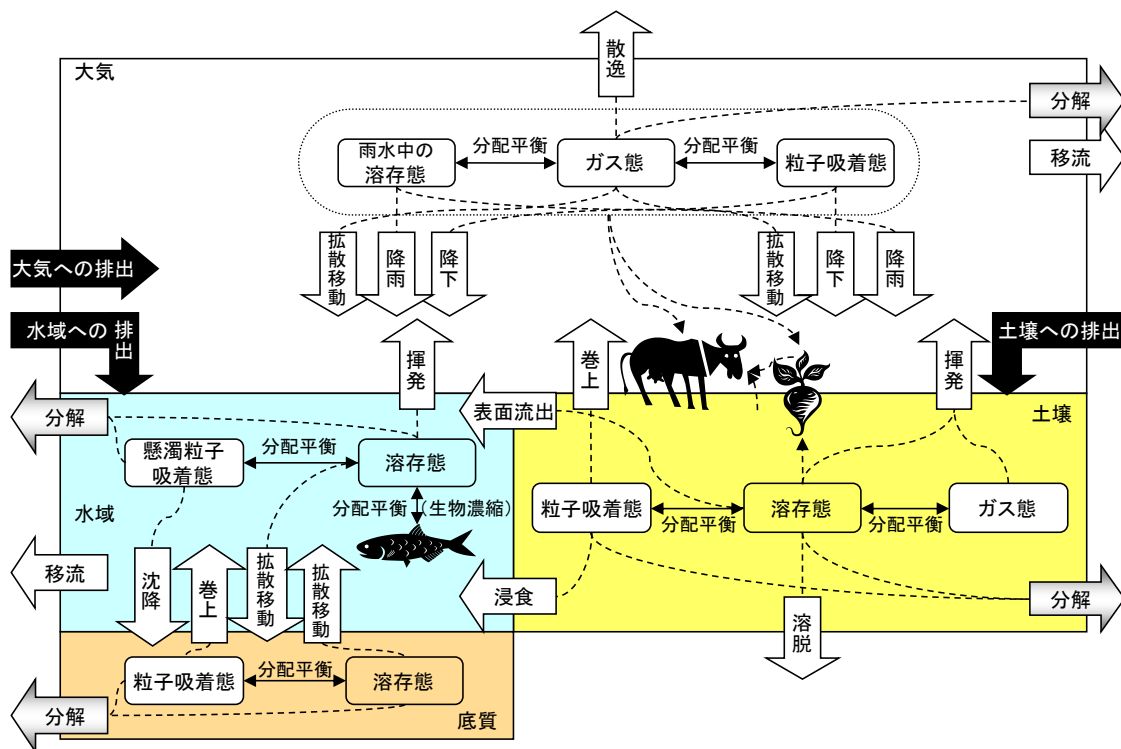 大気
散逸
分解
移流
雨水中の
溶存態
分配平衡
ガス態
分配平衡
粒子吸着態
拡散移動
降雨
降下
拡散移動
降下
降雨
大気への排出
水域への 排
出
土壌への排出
揮発
巻上
揮発
分解
表面流出
土壌
懸濁粒子
吸着態
分配平衡
溶存態
分配平衡(生物濃縮)
水域
粒子吸着態
分配平衡
溶存態
分配平衡
ガス態
移流
沈降
巻上
拡散移動
拡散移動
浸食
溶脱
分解
粒子吸着態
分配平衡
溶存態
分解
底質